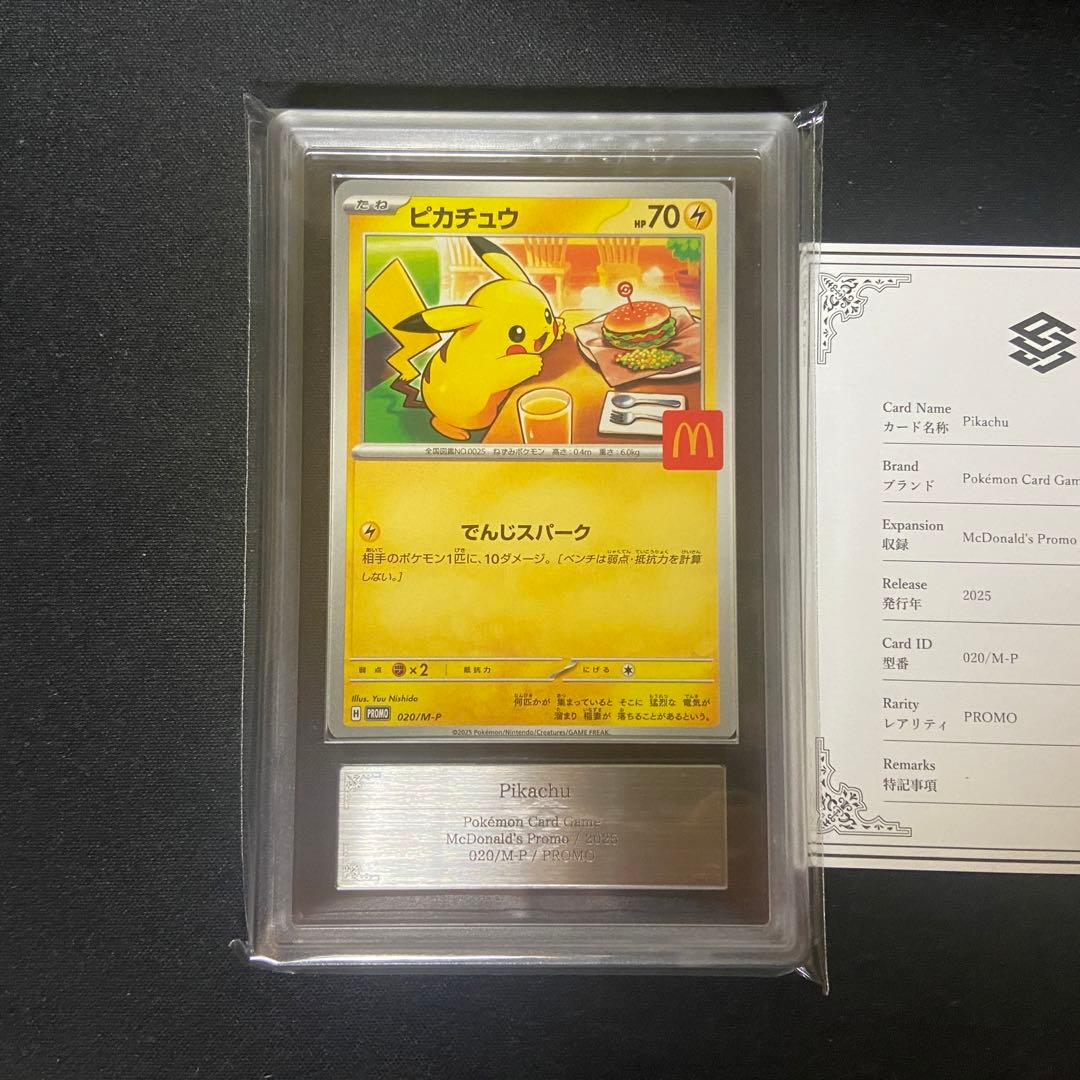 たね
ピカチュウ
HP 70
全国図鑑NO.0025 ねずみポケモン 高さ：0.4m 重さ：6.0kg
でんじスパーク
相手のポケモン1匹に、10ダメージ。［ベンチは弱点・抵抗力を計算
しない。］
弱点 ×2 抵抗力 にげる
Illus. Yuu Nishida
何匹かが 集まっていると そこに 猛烈な 電気が
溜まり 稲妻が 落ちることがあるという。
H PROMO 020/M-P
©2025 Pokémon/Nintendo/Creatures/GAME FREAK.
Pikachu
Pokémon Card Game
McDonald's Promo / 2025
020/M-P / PROMO
Card Name
カード名称 Pikachu
Brand
ブランド Pokémon Card Gam
Expansion
収録 McDonald's Promo
Release
発行年 2025
Card ID
型番 020/M-P
Rarity
レアリティ PROMO
Remarks
特記事項